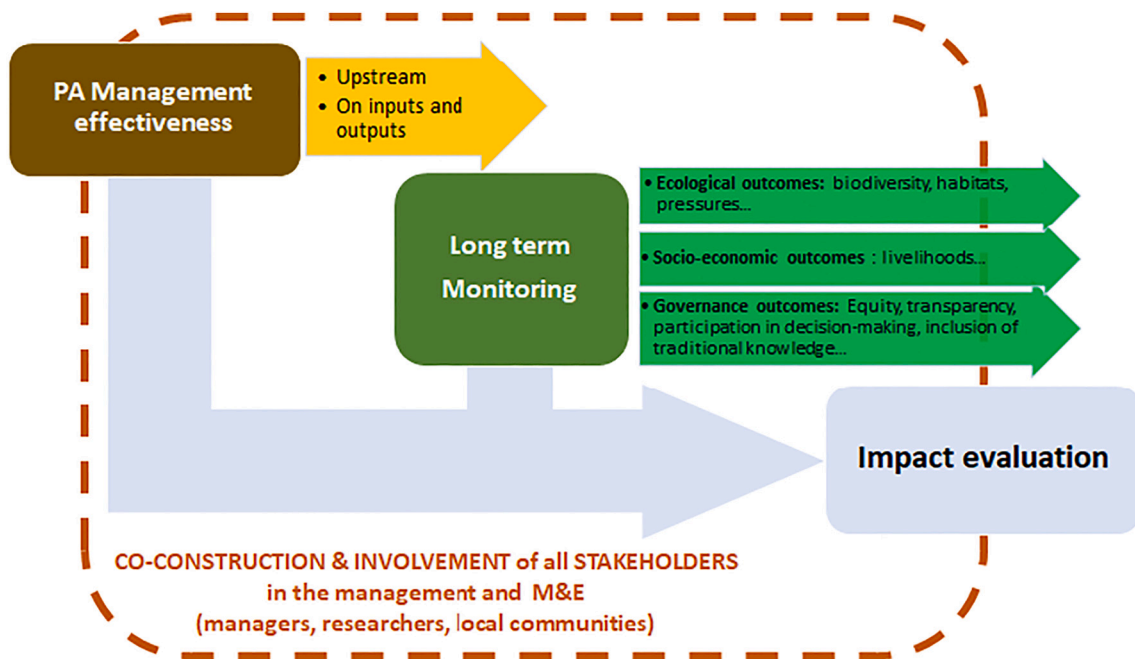 PA Management
effectiveness
• Upstream
• On inputs and
outputs
Long term
Monitoring
• Ecological outcomes: biodiversity, habitats,
pressures...
• Socio-economic outcomes : livelihoods...
• Governance outcomes: Equity, transparency,
participation in decision-making, inclusion of
traditional knowledge...
Impact evaluation
CO-CONSTRUCTION & INVOLVEMENT of all STAKEHOLDERS
in the management and M&E
(managers, researchers, local communities)